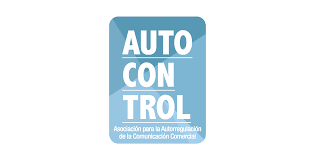 AUTO
CON
TROL
Asociación para la Autorregulación
de la Comunicación Comercial